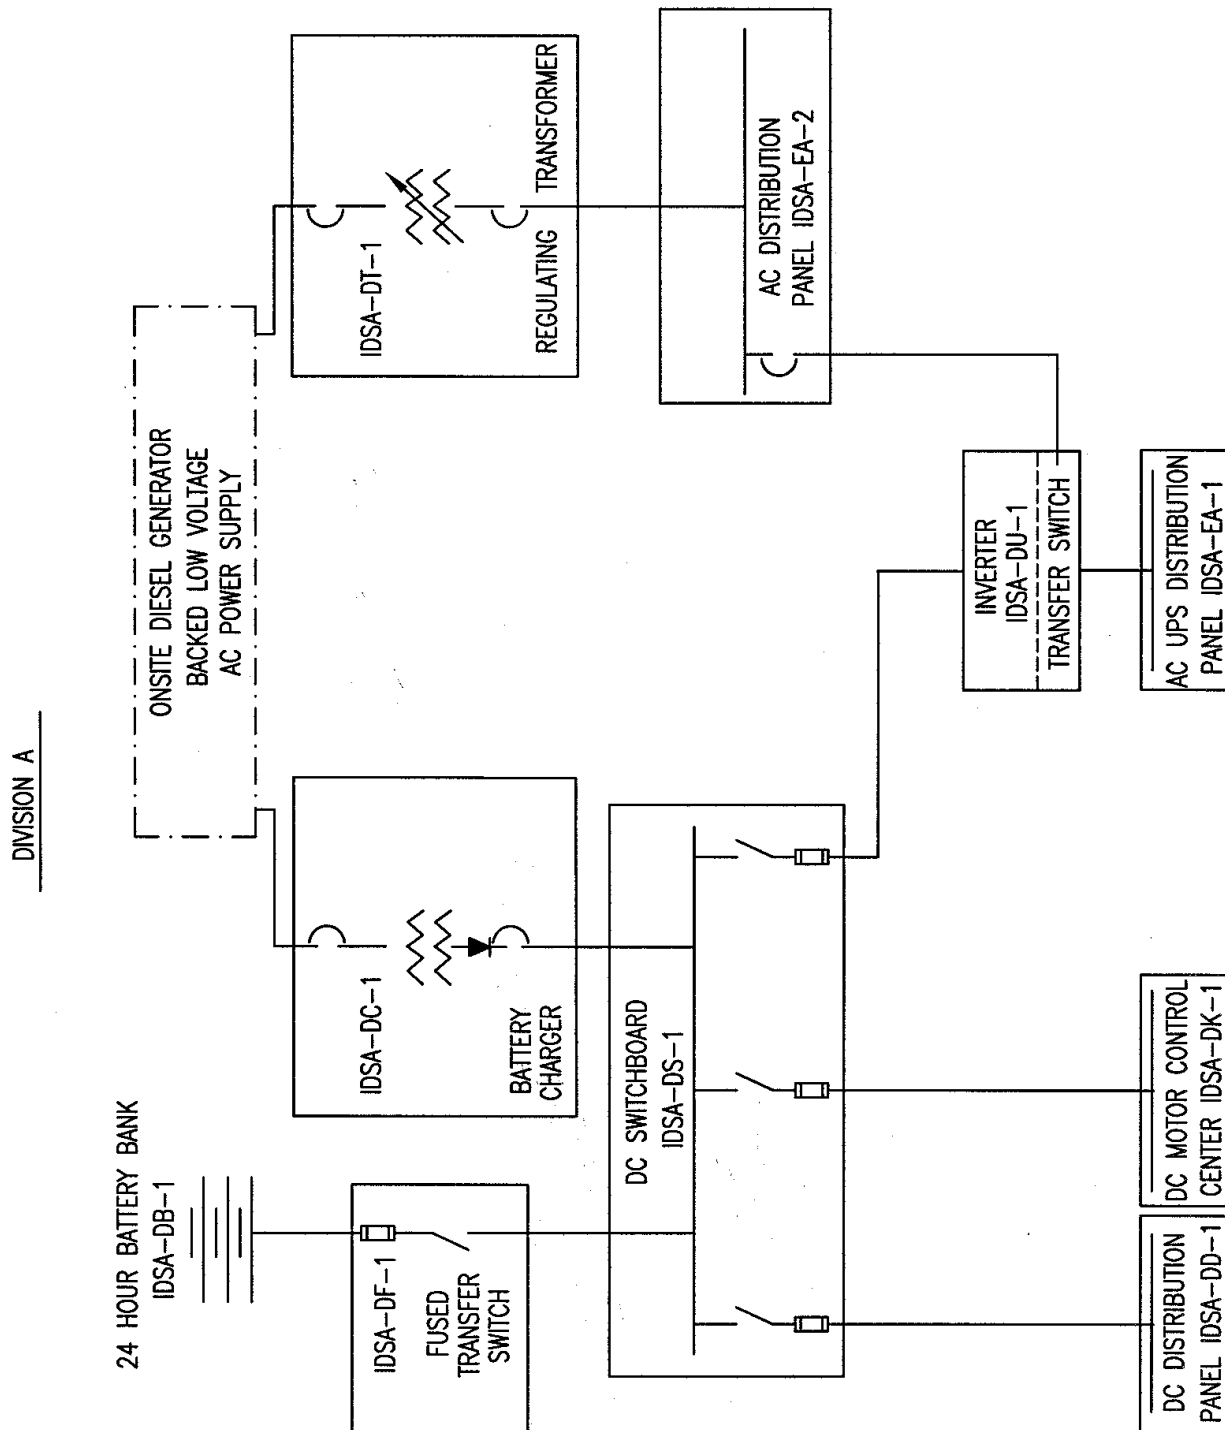 DIVISION A
24 HOUR BATTERY BANK
IDSA-DB-1
ONSITE DIESEL GENERATOR
BACKED LOW VOLTAGE
AC POWER SUPPLY
IDSA-DF-1
FUSED
TRANSFER
SWITCH
IDSA-DC-1
BATTERY
CHARGER
IDSA-DT-1
REGULATING TRANSFORMER
DC SWITCHBOARD
IDSA-DS-1
AC DISTRIBUTION
PANEL IDSA-EA-2
INVERTER
IDSA-DU-1
TRANSFER SWITCH
DC DISTRIBUTION
PANEL IDSA-DD-1
DC MOTOR CONTROL
CENTER IDSA-DK-1
AC UPS DISTRIBUTION
PANEL IDSA-EA-1